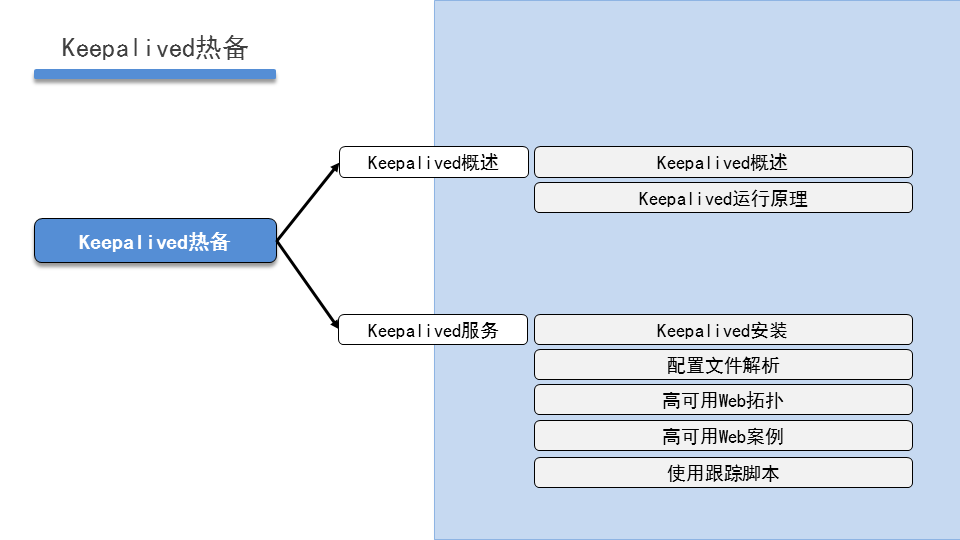 Keepalived热备
Keepalived热备
Keepalived概述
Keepalived概述
Keepalived运行原理
Keepalived服务
Keepalived安装
配置文件解析
高可用Web拓扑
高可用Web案例
使用跟踪脚本